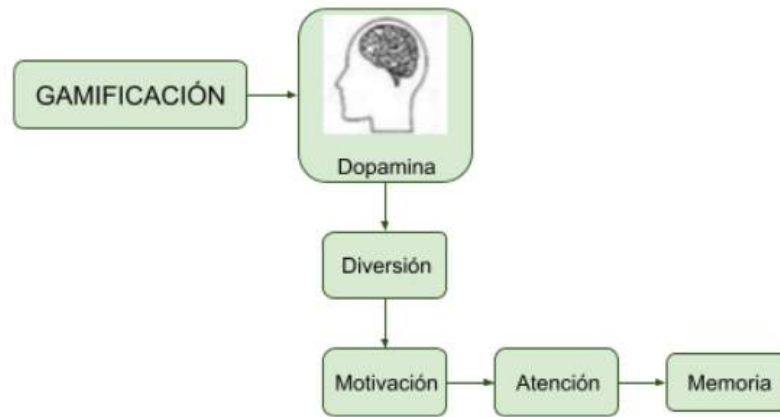 GAMIFICACIÓN
Dopamina
Diversión
Motivación
Atención
Memoria